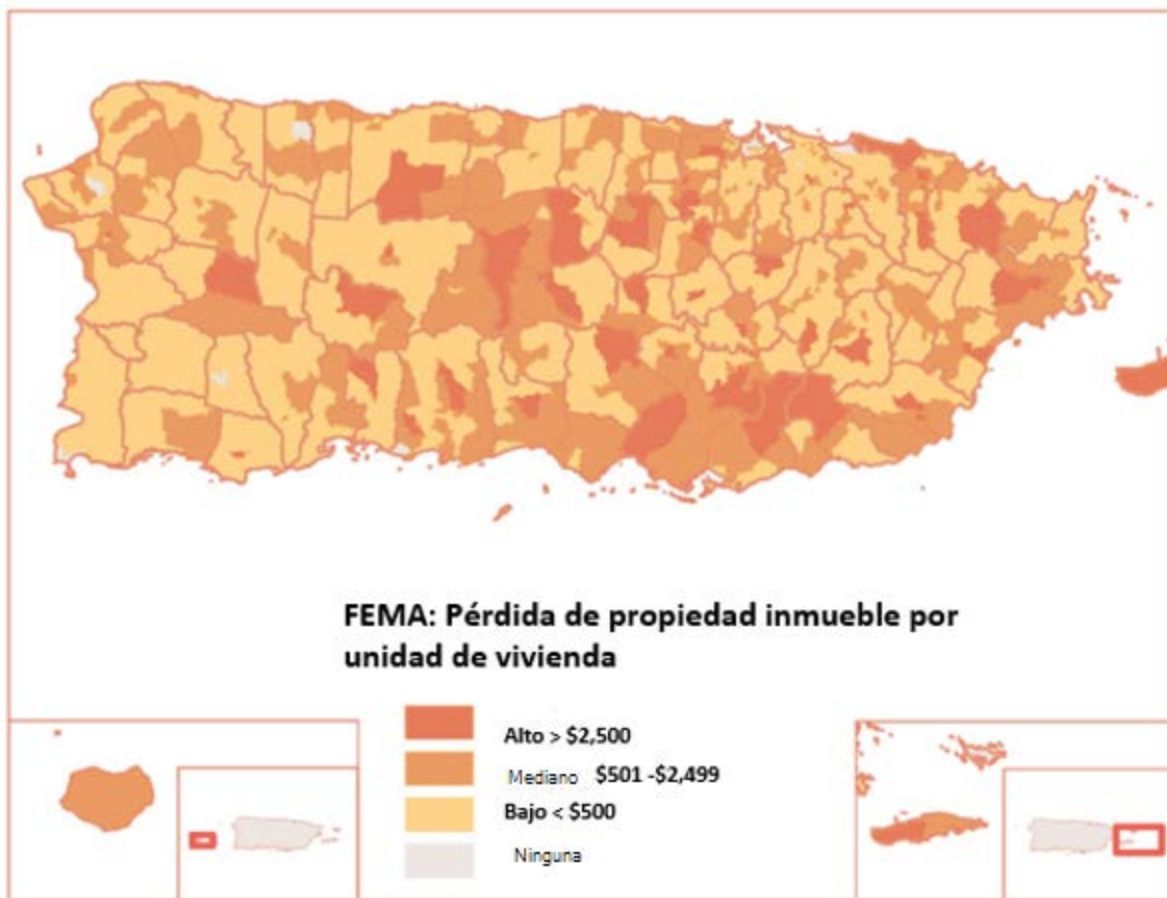 FEMA: Pérdida de propiedad inmueble por
unidad de vivienda
Alto > $2,500
Mediano $501 -$2,499
Bajo < $500
Ninguna